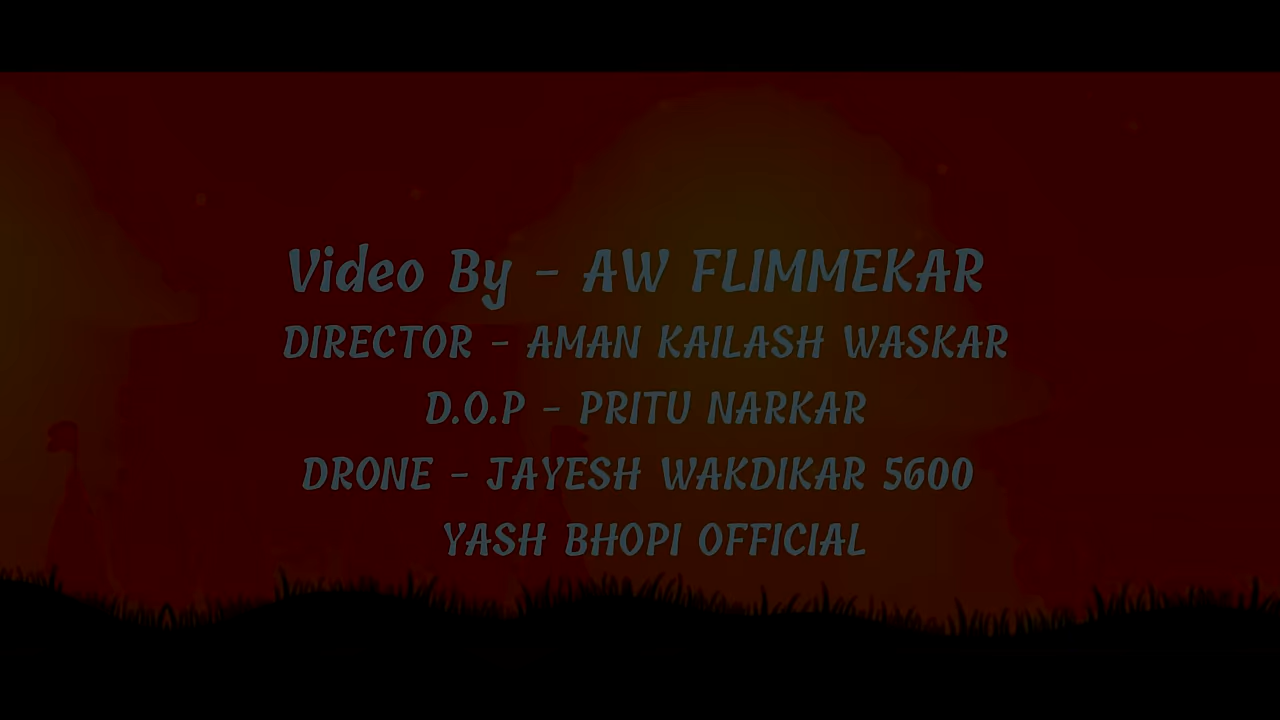 Video By - AW FLIMMEKAR
DIRECTOR - AMAN KAILASH WASKAR
D.O.P - PRITU NARKAR
DRONE - JAYESH WAKDIKAR 5600
YASH BHOPI OFFICIAL